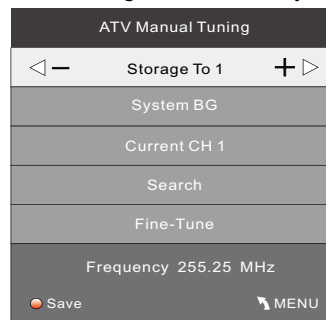 ATV Manual Tuning
Storage To 1
System BG
Current CH 1
Search
Fine-Tune
Frequency 255.25 MHz
Save MENU